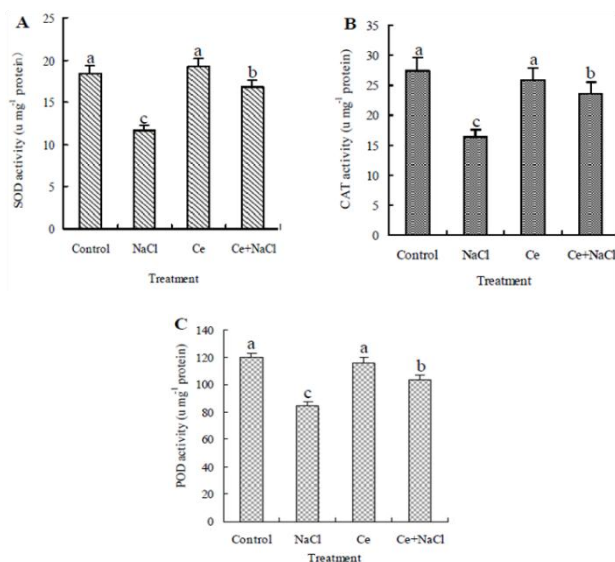 A
25
20
15
10
5
0
SOD activity (u mg-1 protein)
a
c
a
b
Control NaCl Ce Ce+NaCl
Treatment
B
35
30
25
20
15
10
5
0
CAT activity (u mg-1 protein)
a
c
a
b
Control NaCl Ce Ce+NaCl
Treatment
C
140
120
100
80
60
40
20
0
POD activity (u mg-1 protein)
a
c
a
b
Control NaCl Ce Ce+NaCl
Treatment